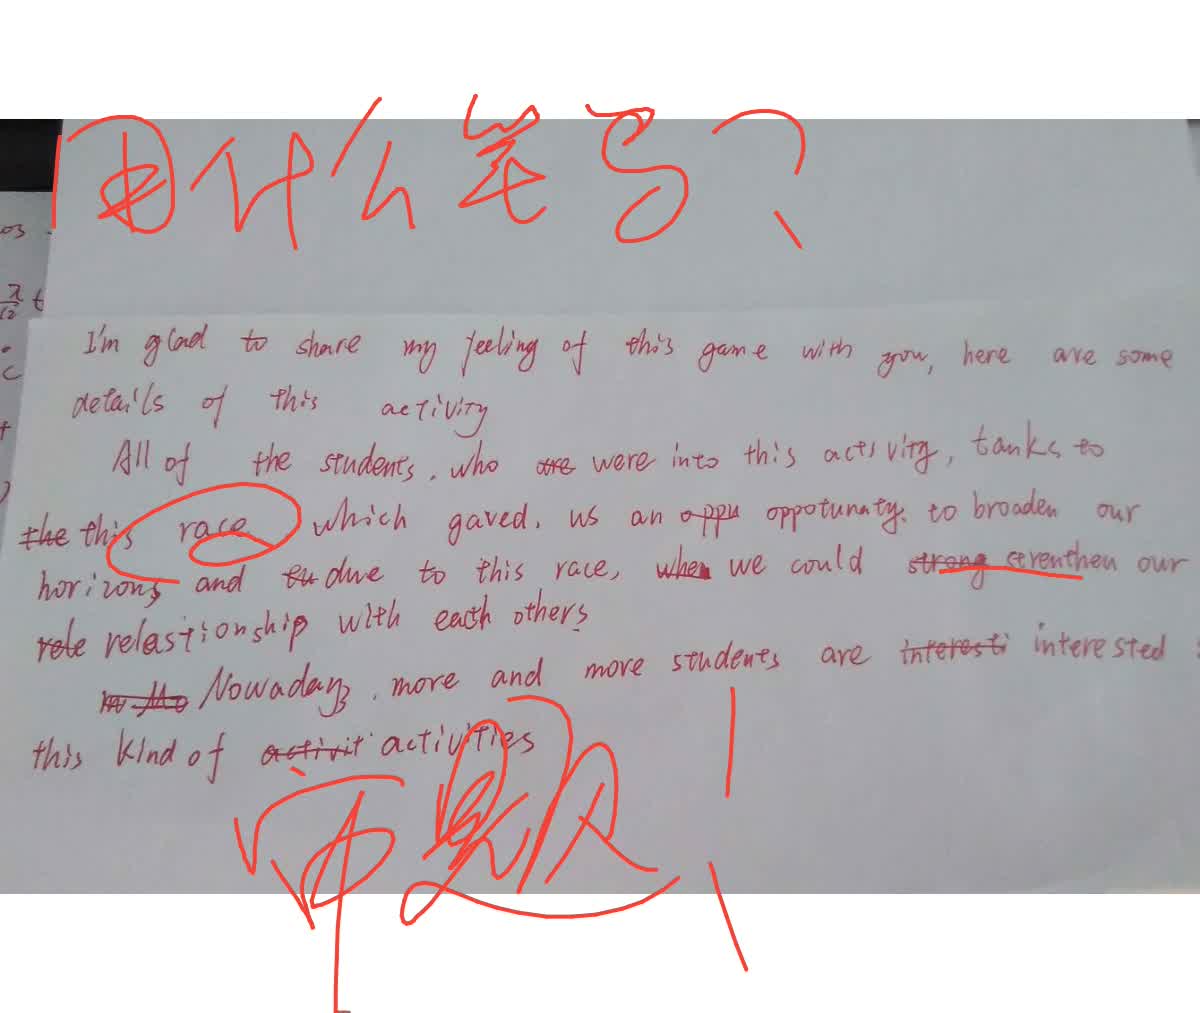 用什么笔写?
I'm glad to share my feeling of this game with you, here are some
details of this activity
All of the students, who are were into this activity, tanks to
the this race which gaved. us an oppu oppotunaty. to broaden our
horizons and tu due to this race, when we could strong strenthen our
rele relastionship with each others
in Mo Nowadays, more and more students are interesti interested
this kind of activit activities
审题!